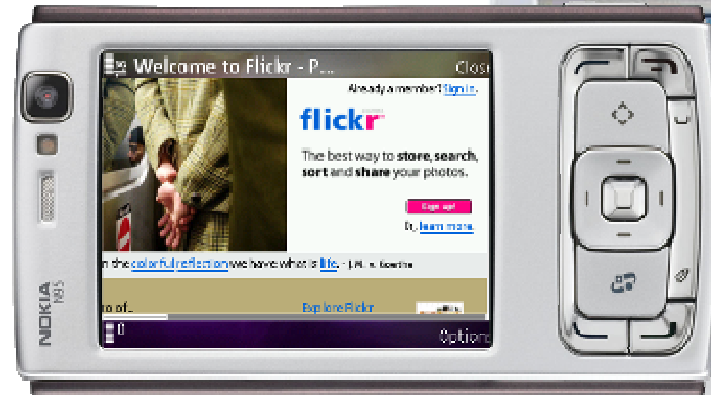 Welcome to Flickr - P...
Close
Already a member? Sign in.
flickr
The best way to store, search,
sort and share your photos.
Sign up!
Or, learn more.
n the colorful reflection we have what is life. - J.W. v. Goethe
o of..
Explore Flickr
Options
NOKIA
N95